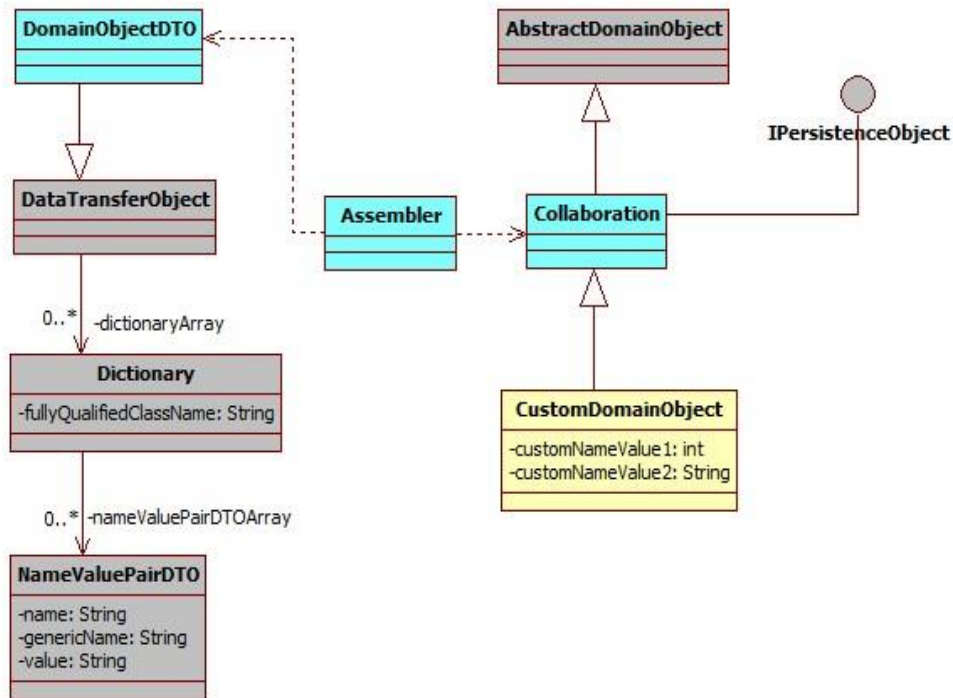 DomainObjectDTO
AbstractDomainObject
IPersistenceObject
DataTransferObject
Assembler
Collaboration
0..*
-dictionaryArray
Dictionary
-fullyQualifiedClassName: String
CustomDomainObject
-customNameValue1: int
-customNameValue2: String
0..*
-nameValuePairDTOArray
NameValuePairDTO
-name: String
-genericName: String
-value: String